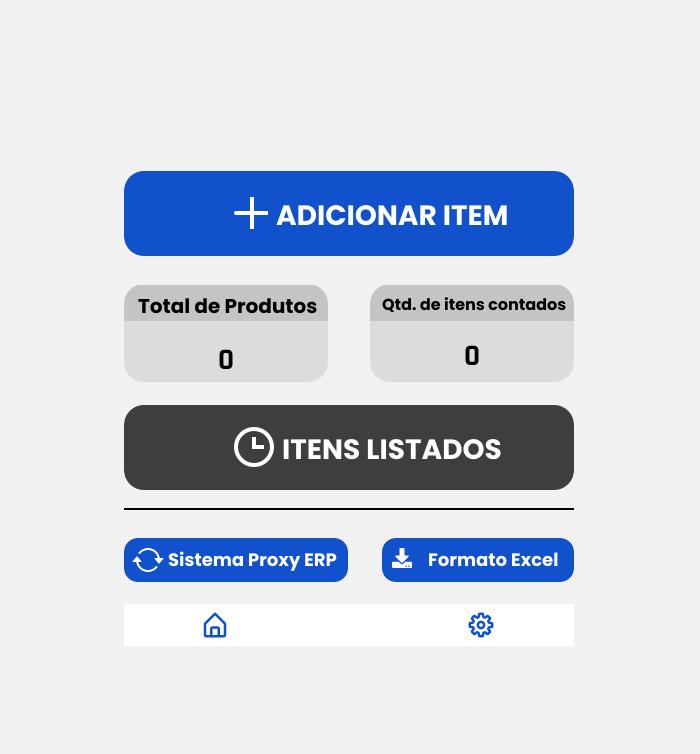 ADICIONAR ITEM
Total de Produtos
Qtd. de itens contados
0
0
ITENS LISTADOS
Sistema Proxy ERP
Formato Excel